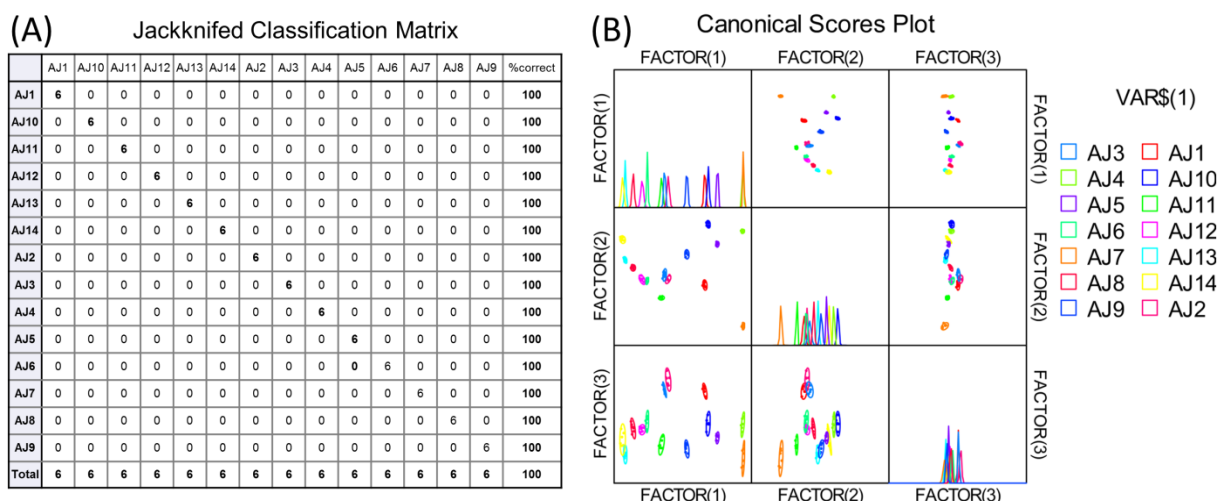 (A) Jackknifed Classification Matrix
AJ1 AJ10 AJ11 AJ12 AJ13 AJ14 AJ2 AJ3 AJ4 AJ5 AJ6 AJ7 AJ8 AJ9 %correct
AJ1 6 0 0 0 0 0 0 0 0 0 0 0 0 0 100
AJ10 0 6 0 0 0 0 0 0 0 0 0 0 0 0 100
AJ11 0 0 6 0 0 0 0 0 0 0 0 0 0 0 100
AJ12 0 0 0 6 0 0 0 0 0 0 0 0 0 0 100
AJ13 0 0 0 0 6 0 0 0 0 0 0 0 0 0 100
AJ14 0 0 0 0 0 6 0 0 0 0 0 0 0 0 100
AJ2 0 0 0 0 0 0 6 0 0 0 0 0 0 0 100
AJ3 0 0 0 0 0 0 0 6 0 0 0 0 0 0 100
AJ4 0 0 0 0 0 0 0 0 6 0 0 0 0 0 100
AJ5 0 0 0 0 0 0 0 0 0 6 0 0 0 0 100
AJ6 0 0 0 0 0 0 0 0 0 0 6 0 0 0 100
AJ7 0 0 0 0 0 0 0 0 0 0 0 6 0 0 100
AJ8 0 0 0 0 0 0 0 0 0 0 0 0 6 0 100
AJ9 0 0 0 0 0 0 0 0 0 0 0 0 0 6 100
Total 6 6 6 6 6 6 6 6 6 6 6 6 6 6 100
(B) Canonical Scores Plot
FACTOR(1) FACTOR(2) FACTOR(3)
FACTOR(1)
FACTOR(2)
FACTOR(3)
FACTOR(1)
FACTOR(2)
FACTOR(3)
FACTOR(1) FACTOR(2) FACTOR(3)
VAR$(1)
AJ3 AJ1
AJ4 AJ10
AJ5 AJ11
AJ6 AJ12
AJ7 AJ13
AJ8 AJ14
AJ9 AJ2